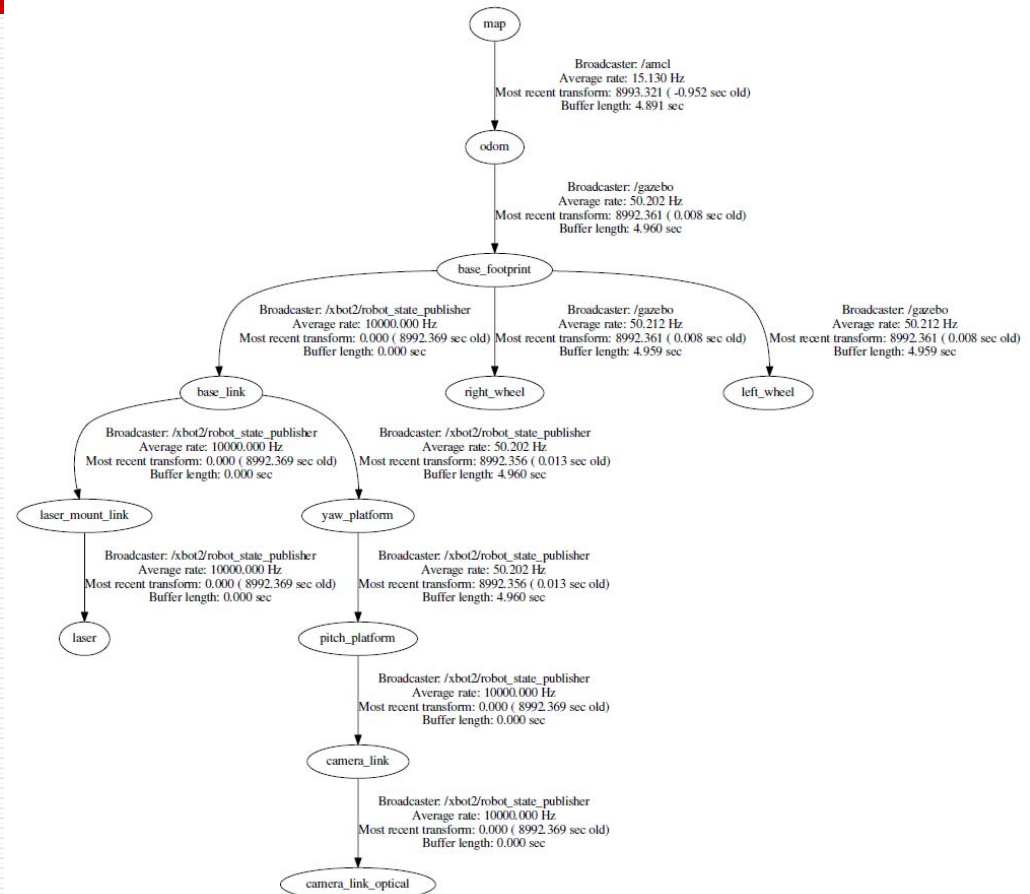 map
Broadcaster: /amcl
Average rate: 15.130 Hz
Most recent transform: 8993.321 ( -0.952 sec old)
Buffer length: 4.891 sec
odom
Broadcaster: /gazebo
Average rate: 50.202 Hz
Most recent transform: 8992.361 ( 0.008 sec old)
Buffer length: 4.960 sec
base_footprint
Broadcaster: /xbot2/robot_state_publisher
Average rate: 10000.000 Hz
Most recent transform: 0.000 ( 8992.369 sec old)
Buffer length: 0.000 sec
Broadcaster: /gazebo
Average rate: 50.212 Hz
Most recent transform: 8992.361 ( 0.008 sec old)
Buffer length: 4.959 sec
Broadcaster: /gazebo
Average rate: 50.212 Hz
Most recent transform: 8992.361 ( 0.008 sec old)
Buffer length: 4.959 sec
base_link
right_wheel
left_wheel
Broadcaster: /xbot2/robot_state_publisher
Average rate: 10000.000 Hz
Most recent transform: 0.000 ( 8992.369 sec old)
Buffer length: 0.000 sec
Broadcaster: /xbot2/robot_state_publisher
Average rate: 50.202 Hz
Most recent transform: 8992.356 ( 0.013 sec old)
Buffer length: 4.960 sec
laser_mount_link
yaw_platform
Broadcaster: /xbot2/robot_state_publisher
Average rate: 10000.000 Hz
Most recent transform: 0.000 ( 8992.369 sec old)
Buffer length: 0.000 sec
Broadcaster: /xbot2/robot_state_publisher
Average rate: 50.202 Hz
Most recent transform: 8992.356 ( 0.013 sec old)
Buffer length: 4.960 sec
laser
pitch_platform
Broadcaster: /xbot2/robot_state_publisher
Average rate: 10000.000 Hz
Most recent transform: 0.000 ( 8992.369 sec old)
Buffer length: 0.000 sec
camera_link
Broadcaster: /xbot2/robot_state_publisher
Average rate: 10000.000 Hz
Most recent transform: 0.000 ( 8992.369 sec old)
Buffer length: 0.000 sec
camera_link_optical